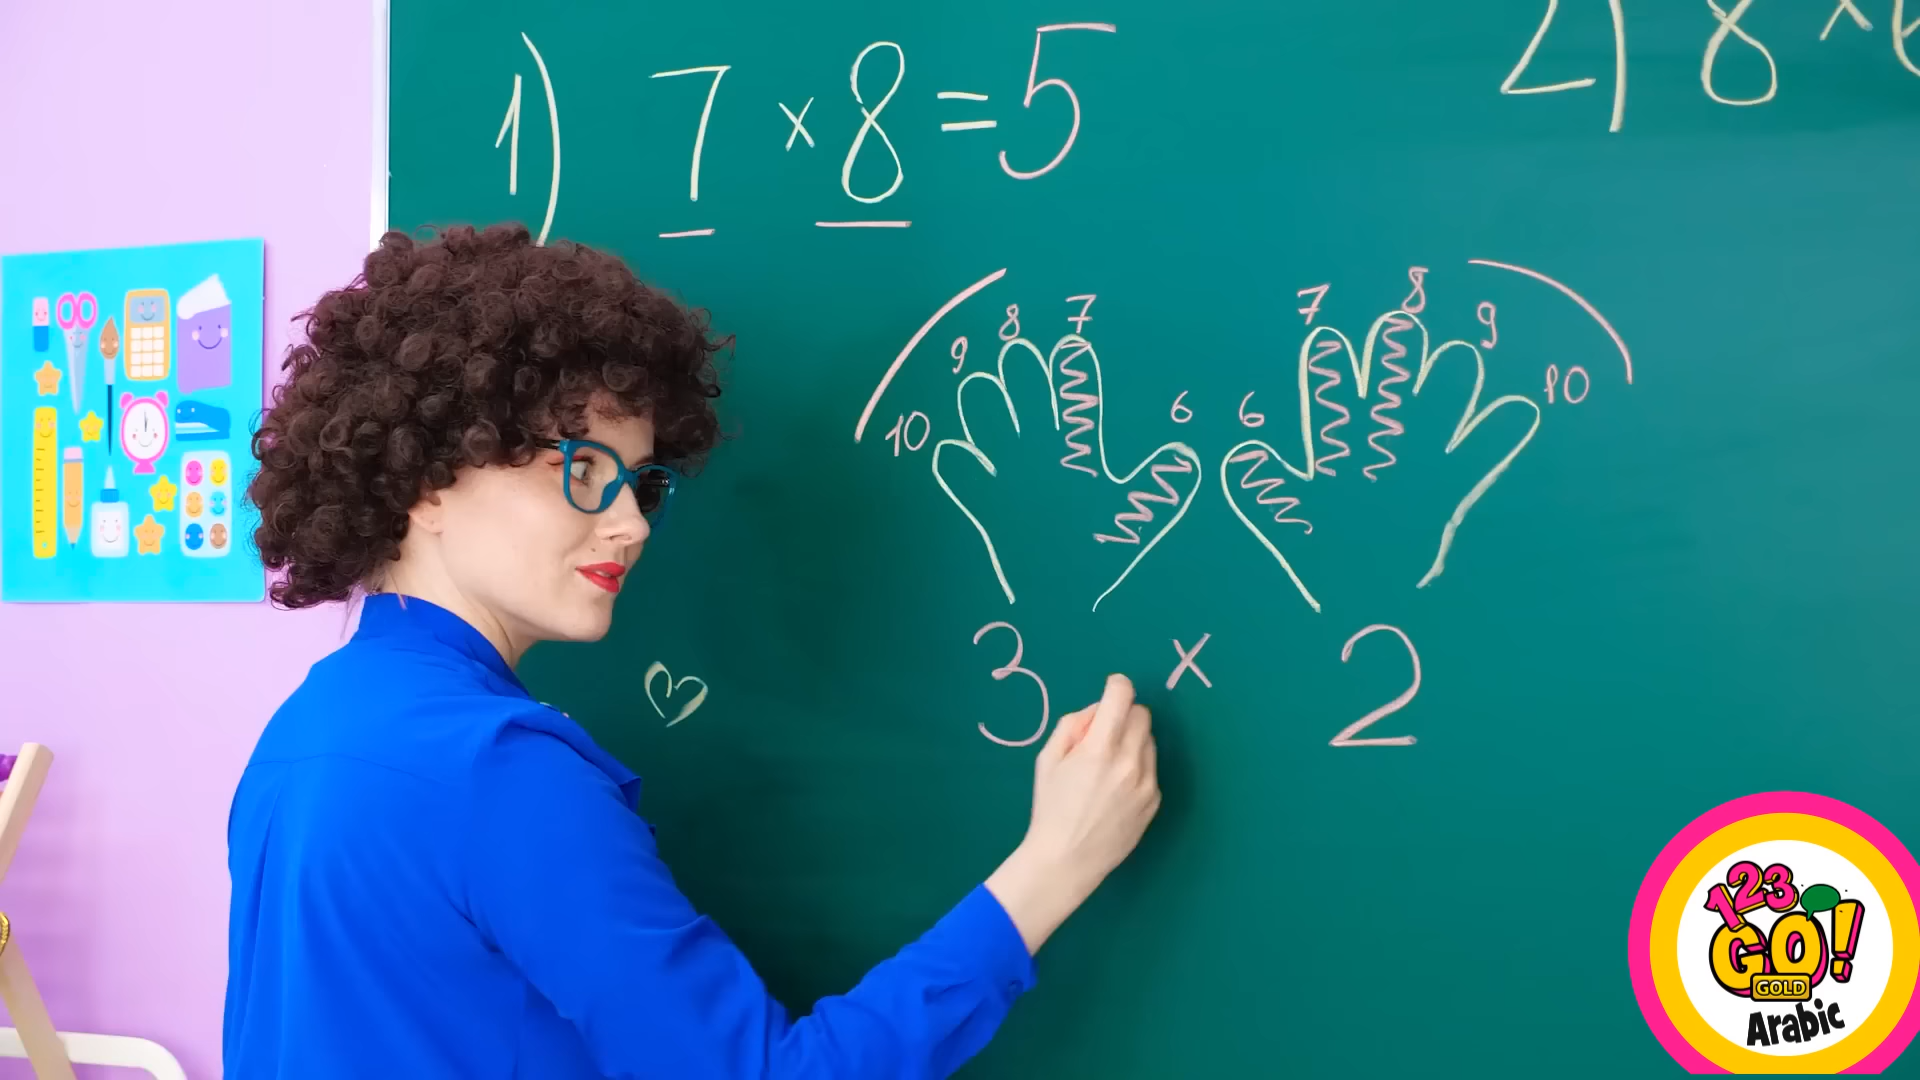 1) 7 × 8 = 5
2) 8 ×
10 9 8 7 6
6 7 8 9 10
3 × 2
123
GO!
GOLD
Arabic